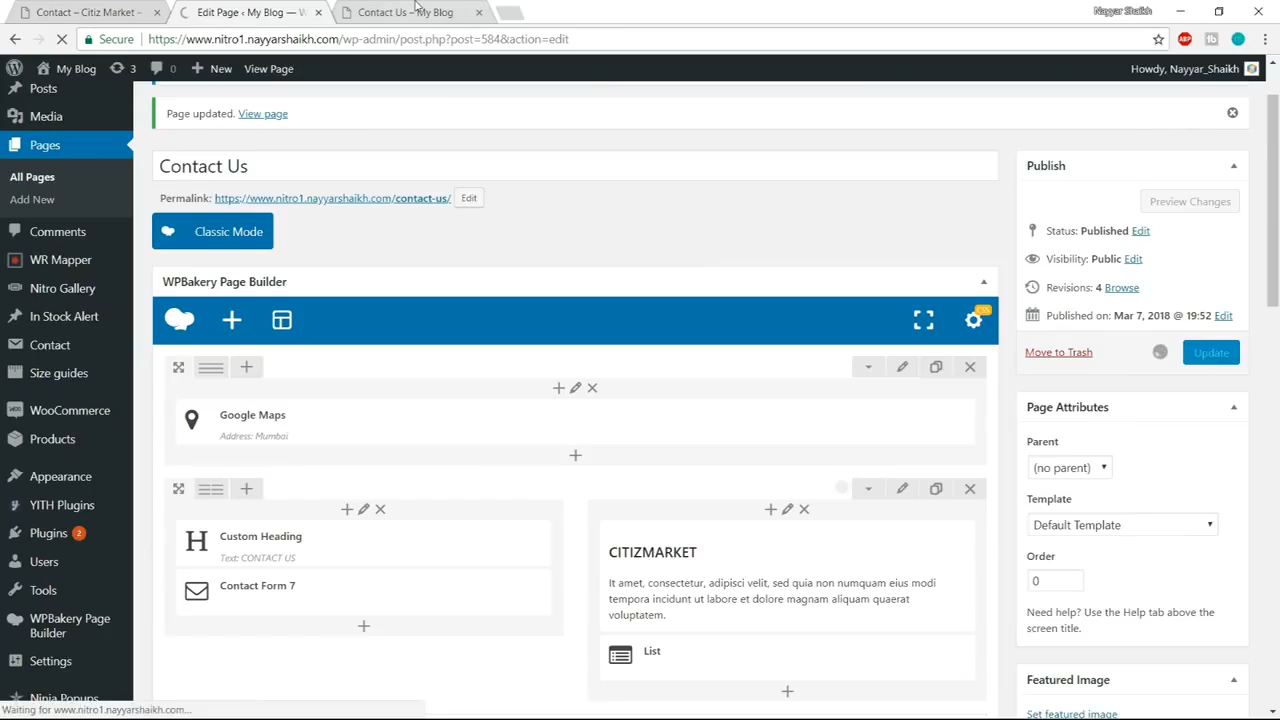 Contact – Citiz Market –
Edit Page ‹ My Blog — W
Contact Us – My Blog
Nayyar Shaikh
Secure
https://www.nitro1.nayyarshaikh.com/wp-admin/post.php?post=584&action=edit
My Blog
3
0
New
View Page
Howdy, Nayyar_Shaikh
Posts
Media
Pages
All Pages
Add New
Comments
WR Mapper
Nitro Gallery
In Stock Alert
Contact
Size guides
WooCommerce
Products
Appearance
YITH Plugins
Plugins 2
Users
Tools
WPBakery Page
Builder
Settings
Ninja Popups
Page updated. View page
Contact Us
Permalink: https://www.nitro1.nayyarshaikh.com/contact-us/ Edit
Classic Mode
WPBakery Page Builder
CSS
Google Maps
Address: Mumbai
Custom Heading
Text: CONTACT US
Contact Form 7
CITIZMARKET
It amet, consectetur, adipisci velit, sed quia non numquam eius modi
tempora incidunt ut labore et dolore magnam aliquam quaerat
voluptatem.
List
Publish
Preview Changes
Status: Published Edit
Visibility: Public Edit
Revisions: 4 Browse
Published on: Mar 7, 2018 @ 19:52 Edit
Move to Trash
Update
Page Attributes
Parent
(no parent)
Template
Default Template
Order
0
Need help? Use the Help tab above the
screen title.
Featured Image
Set featured image
Waiting for www.nitro1.nayyarshaikh.com...